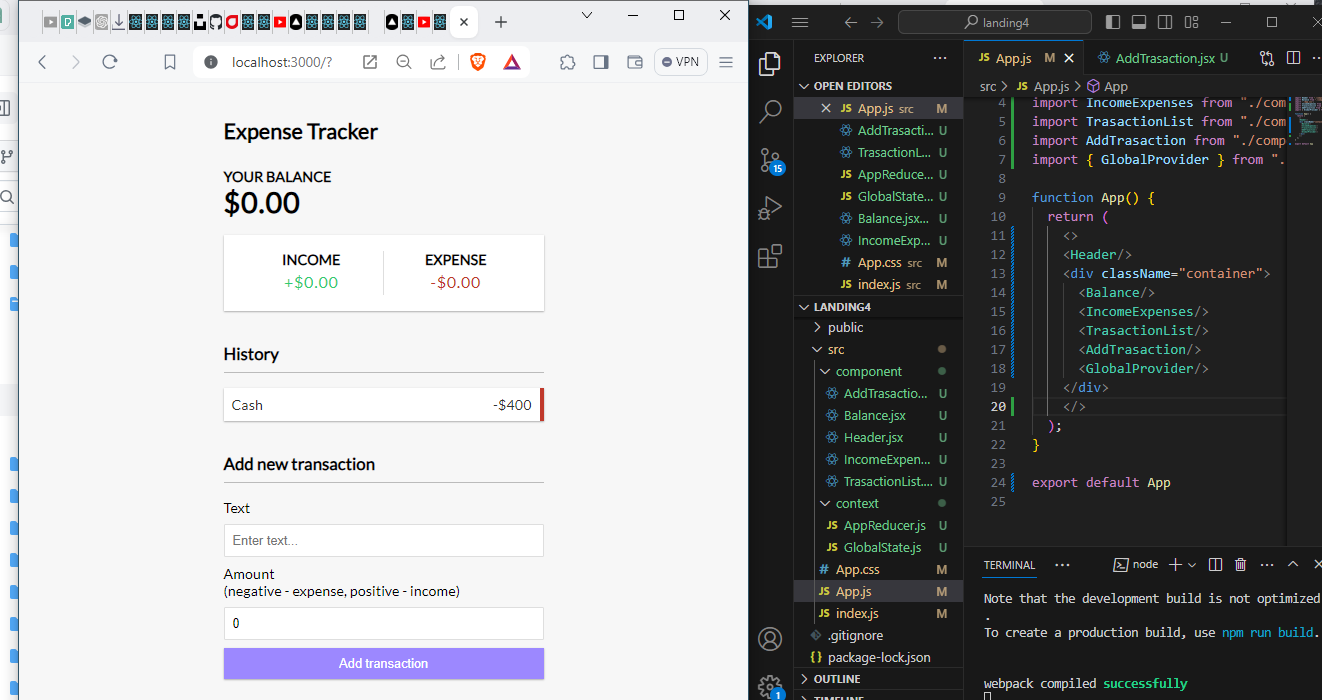 localhost:3000/?
VPN
Expense Tracker
YOUR BALANCE
$0.00
INCOME
+$0.00
EXPENSE
-$0.00
History
Cash
-$400
Add new transaction
Text
Enter text...
Amount
(negative - expense, positive - income)
0
Add transaction
landing4
EXPLORER
OPEN EDITORS
App.js src M
AddTrasacti... U
TrasactionL... U
JS AppReduce... U
JS GlobalState... U
Balance.jsx... U
IncomeExp... U
# App.css src M
JS index.js src M
LANDING4
public
src
component
AddTrasactio... U
Balance.jsx U
Header.jsx U
IncomeExpen... U
TrasactionList.... U
context
JS AppReducer.js U
JS GlobalState.js U
# App.css M
JS App.js M
JS index.js M
.gitignore
{} package-lock.json
OUTLINE
TIMELINE
15
1
JS App.js M
AddTrasaction.jsx U
src > JS App.js > App
4 import IncomeExpenses from "./com
5 import TrasactionList from "./com
6 import AddTrasaction from "./comp
7 import { GlobalProvider } from ".
8
9 function App() {
10 return (
11 <>
12 <Header/>
13 <div className="container">
14 <Balance/>
15 <IncomeExpenses/>
16 <TrasactionList/>
17 <AddTrasaction/>
18 <GlobalProvider/>
19 </div>
20 </>
21 );
22 }
23
24 export default App
25
TERMINAL
node
Note that the development build is not optimized
.
To create a production build, use npm run build.
webpack compiled successfully